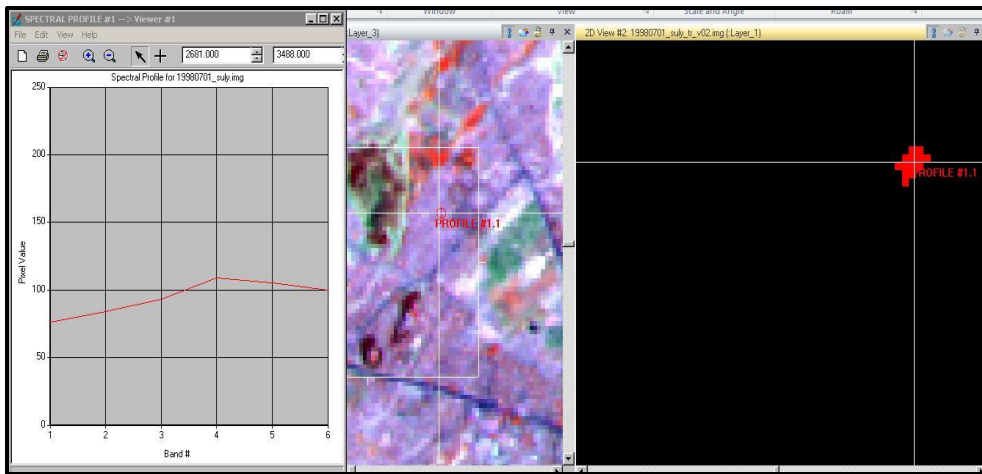 SPECTRAL PROFILE #1 --> Viewer #1
File Edit View Help
2681.000
3488.000
Spectral Profile for 19980701_suly.img
250
200
150
100
50
0
1 2 3 4 5 6
Pixel Value
Band #
Window View Scale and Angle Roam
:Layer_3)
PROFILE #1.1
2D View #2: 19980701_suly_tr_v02.img (:Layer_1)
ROFILE #1.1